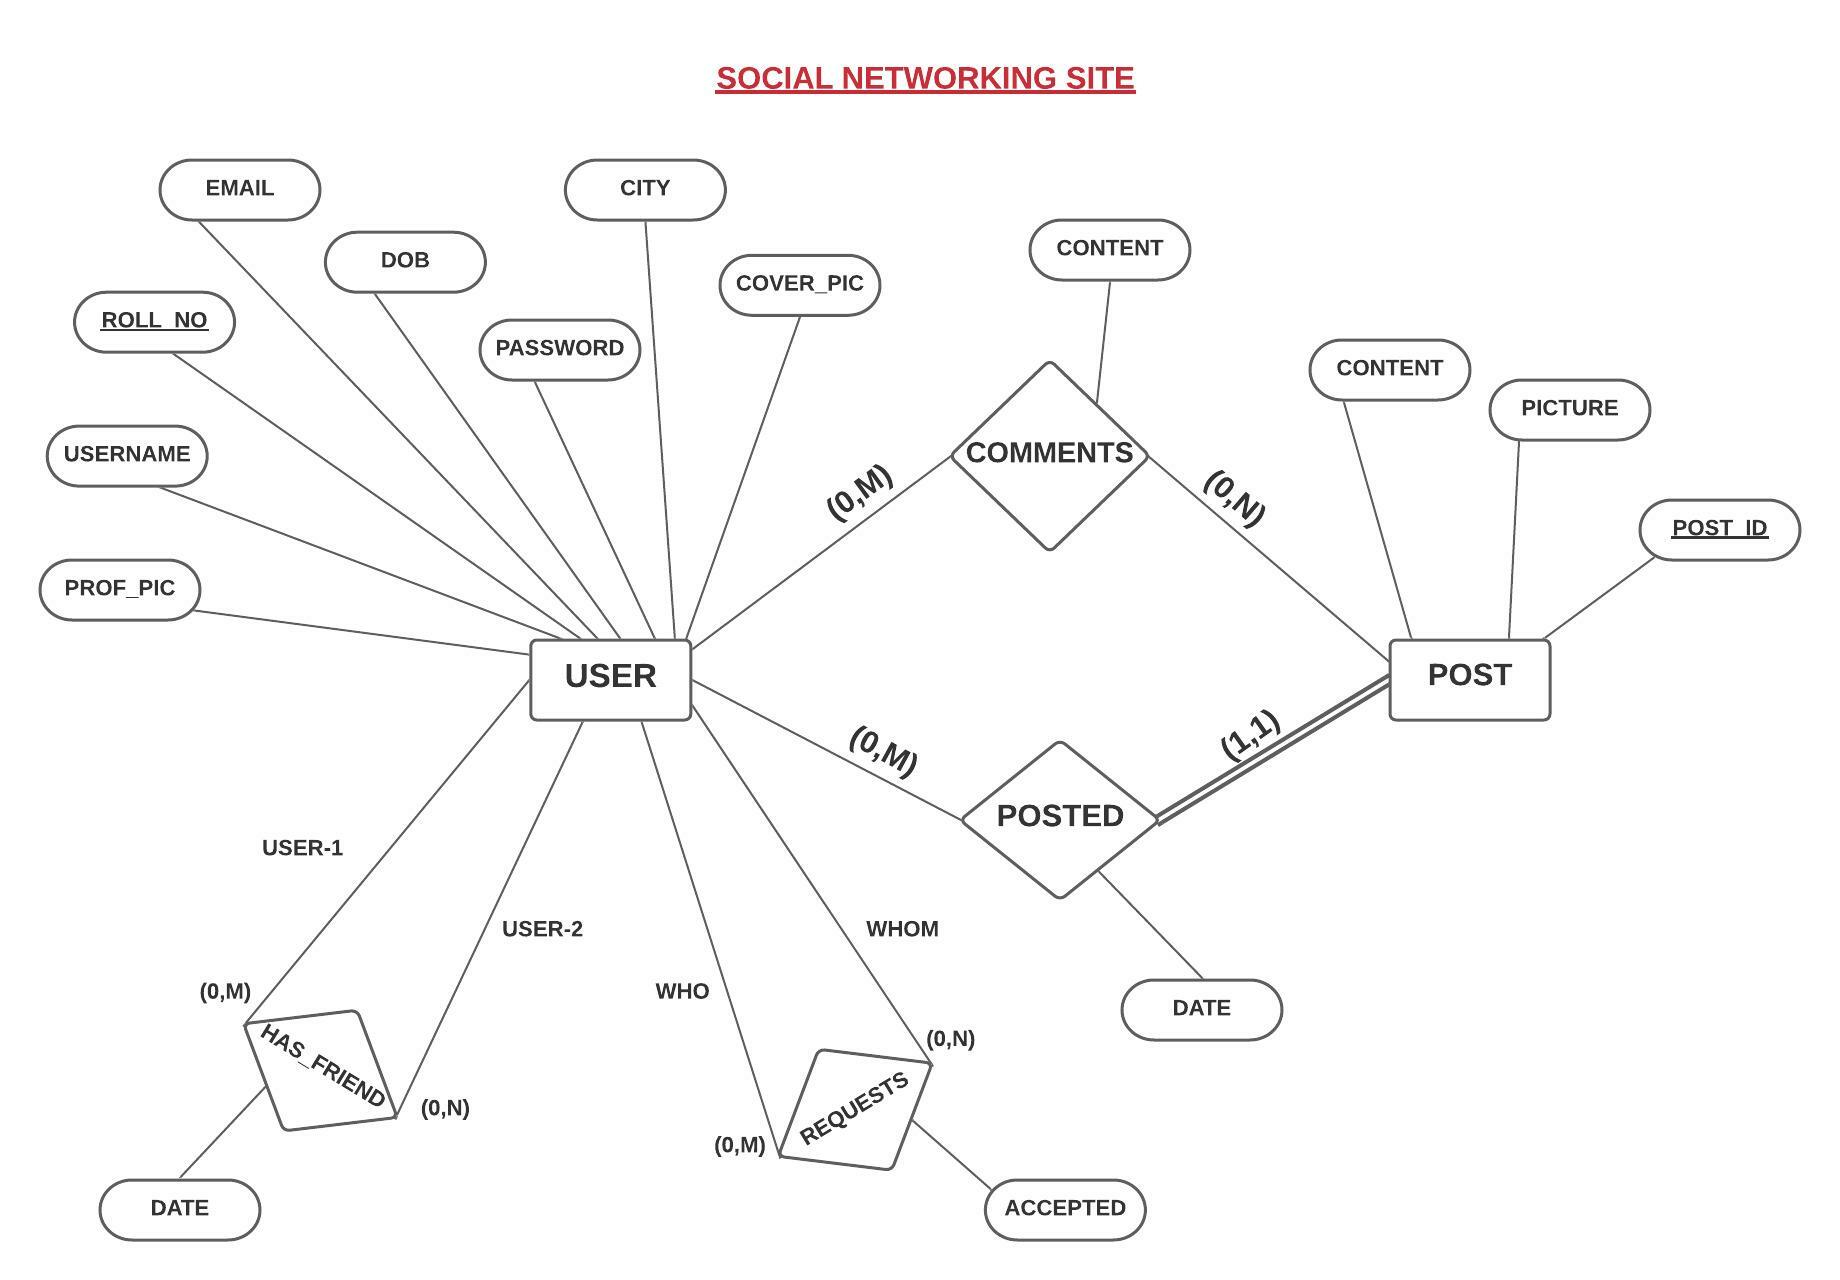 SOCIAL NETWORKING SITE
EMAIL
CITY
DOB
CONTENT
COVER_PIC
ROLL_NO
PASSWORD
CONTENT
PICTURE
USERNAME
COMMENTS
(0,M)
(0,N)
POST_ID
PROF_PIC
USER
POST
(0,M)
(1,1)
POSTED
USER-1
USER-2
WHOM
WHO
(0,M)
DATE
(0,N)
HAS_FRIEND
(0,N)
REQUESTS
(0,M)
DATE
ACCEPTED